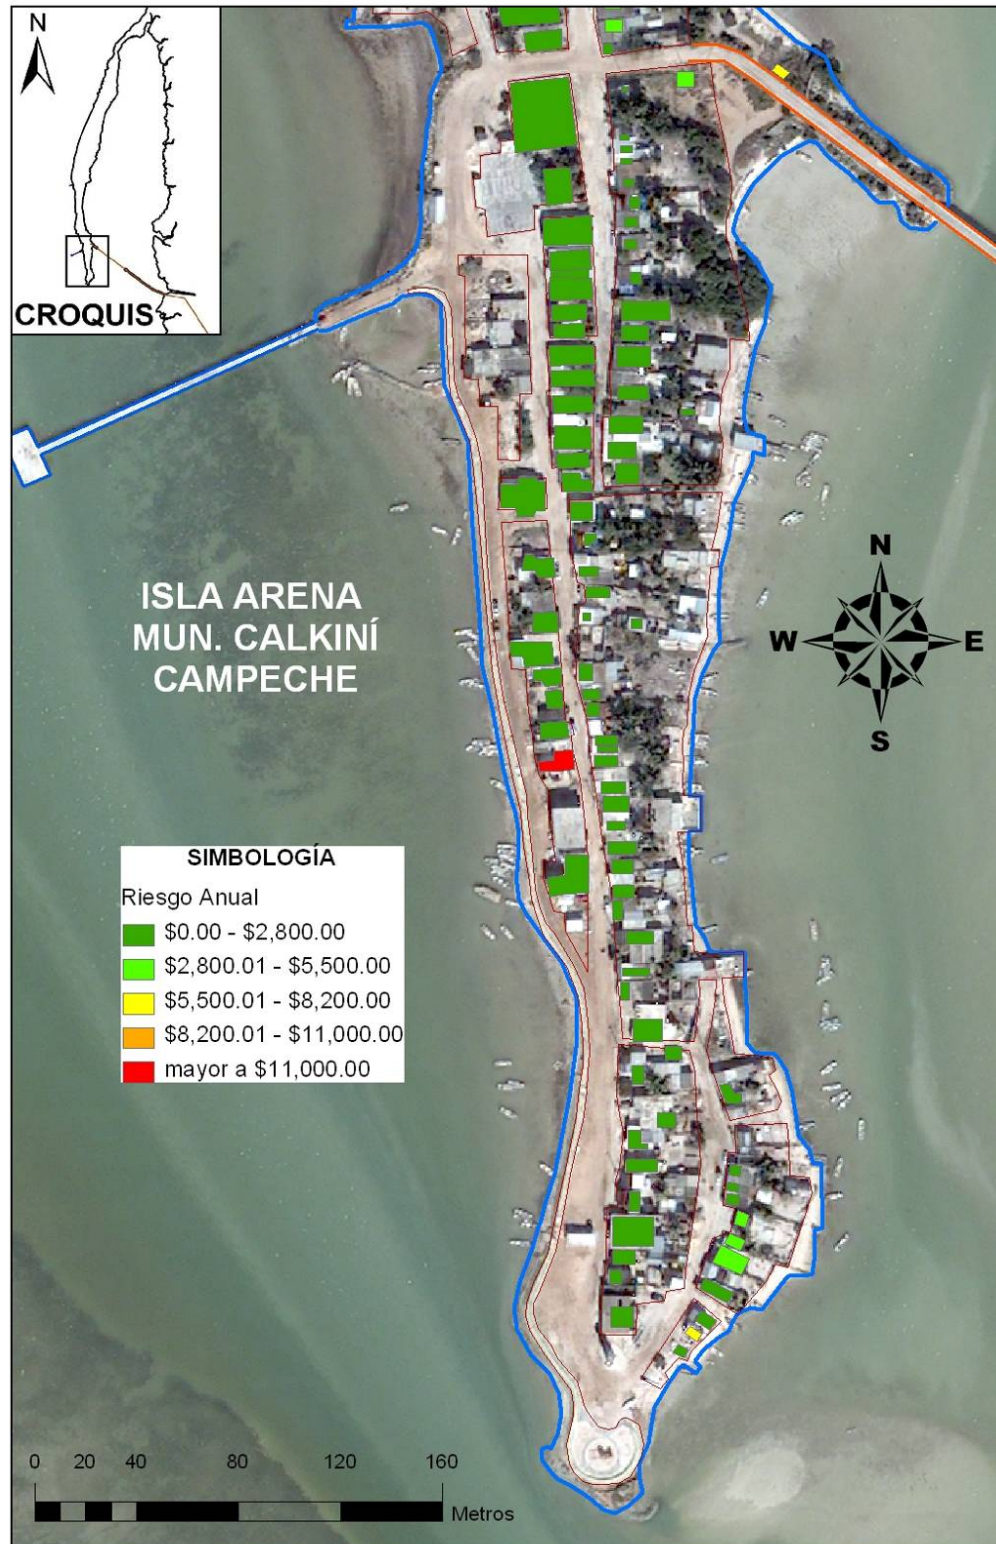 N
CROQUIS
ISLA ARENA
MUN. CALKINÍ
CAMPECHE
N
W
E
S
SIMBOLOGÍA
Riesgo Anual
$0.00 - $2,800.00
$2,800.01 - $5,500.00
$5,500.01 - $8,200.00
$8,200.01 - $11,000.00
mayor a $11,000.00
0 20 40 80 120 160
Metros